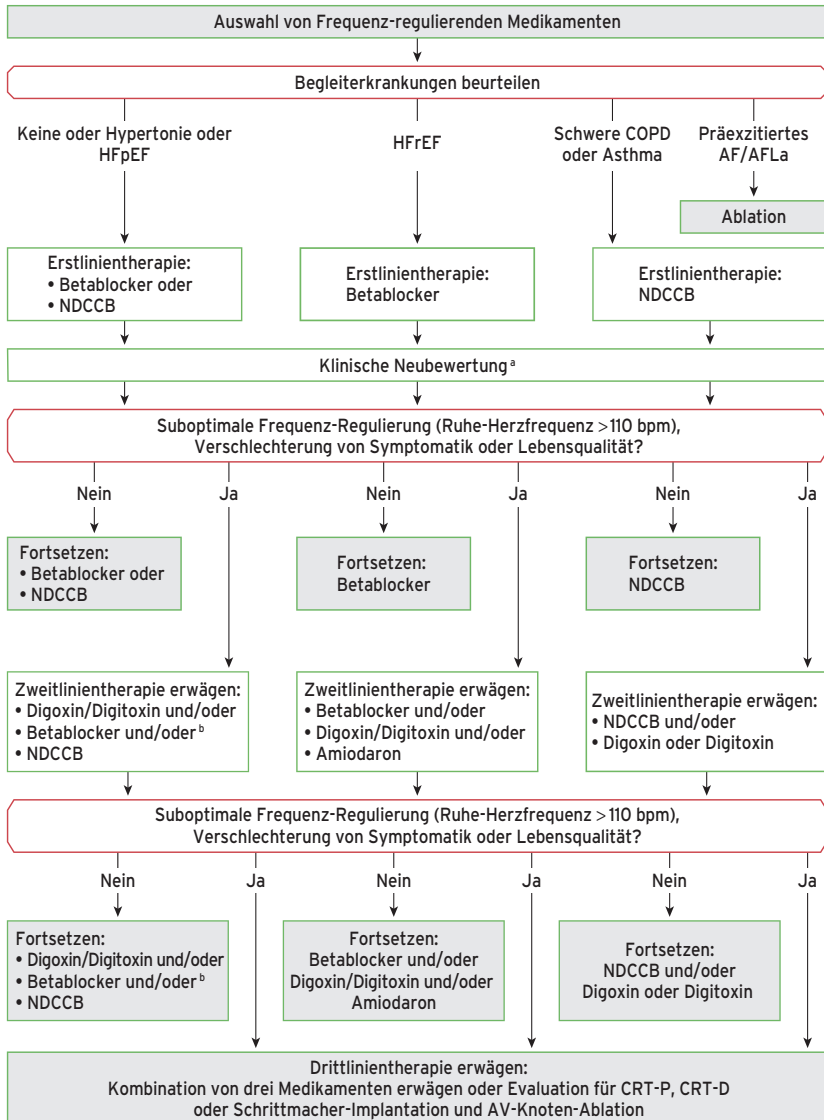 Auswahl von Frequenz-regulierenden Medikamenten
Begleiterkrankungen beurteilen
Keine oder Hypertonie oder
HFpEF
HFrEF
Schwere COPD
oder Asthma
Präexzitiertes
AF/AFLa
Ablation
Erstlinientherapie:
• Betablocker oder
• NDCCB
Erstlinientherapie:
Betablocker
Erstlinientherapie:
NDCCB
Klinische Neubewertung a
Suboptimale Frequenz-Regulierung (Ruhe-Herzfrequenz >110 bpm),
Verschlechterung von Symptomatik oder Lebensqualität?
Nein
Ja
Nein
Ja
Nein
Ja
Fortsetzen:
• Betablocker oder
• NDCCB
Fortsetzen:
Betablocker
Fortsetzen:
NDCCB
Zweitlinientherapie erwägen:
• Digoxin/Digitoxin und/oder
• Betablocker und/oder b
• NDCCB
Zweitlinientherapie erwägen:
• Betablocker und/oder
• Digoxin/Digitoxin und/oder
• Amiodaron
Zweitlinientherapie erwägen:
• NDCCB und/oder
• Digoxin oder Digitoxin
Suboptimale Frequenz-Regulierung (Ruhe-Herzfrequenz >110 bpm),
Verschlechterung von Symptomatik oder Lebensqualität?
Nein
Ja
Nein
Ja
Nein
Ja
Fortsetzen:
• Digoxin/Digitoxin und/oder
• Betablocker und/oder b
• NDCCB
Fortsetzen:
Betablocker und/oder
Digoxin/Digitoxin und/oder
Amiodaron
Fortsetzen:
NDCCB und/oder
Digoxin oder Digitoxin
Drittlinientherapie erwägen:
Kombination von drei Medikamenten erwägen oder Evaluation für CRT-P, CRT-D
oder Schrittmacher-Implantation und AV-Knoten-Ablation